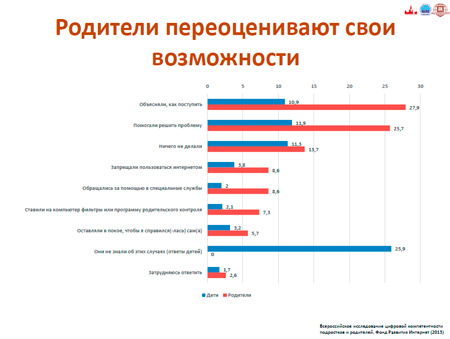 Родители переоценивают свои
возможности
0 5 10 15 20 25 30
Объясняли, как поступать 10,9 27,9
Помогали решить проблему 11,9 25,7
Ничего не делали 11,3 13,7
Запрещали пользоваться интернетом 3,8 8,6
Обращались за помощью в специальные службы 2 8,6
Ставили на компьютер фильтры или программу родительского контроля 2,1 7,3
Оставляли в покое, чтобы я справился(-лась) сам(а) 3,2 5,7
Они не знали об этих случаях (ответы детей) 25,9 0
Затрудняюсь ответить 1,7 2,6
Дети Родители
Всероссийское исследование цифровой компетентности
подростков и родителей. Фонд Развития Интернет (2013)